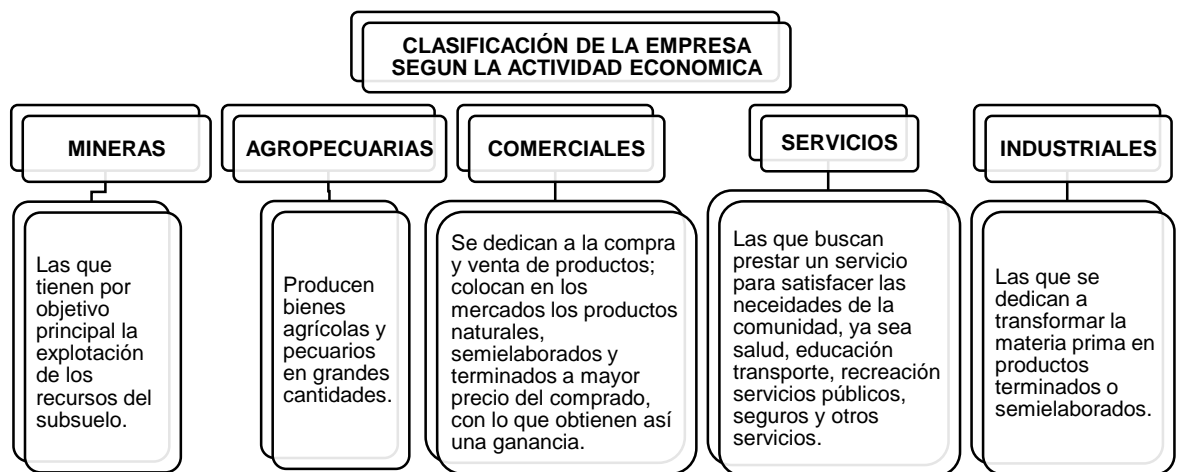 CLASIFICACIÓN DE LA EMPRESA
SEGUN LA ACTIVIDAD ECONOMICA
MINERAS
Las que
tienen por
objetivo
principal la
explotación
de los
recursos del
subsuelo.
AGROPECUARIAS
Producen
bienes
agrícolas y
pecuarios
en grandes
cantidades.
COMERCIALES
Se dedican a la compra
y venta de productos;
colocan en los
mercados los productos
naturales,
semielaborados y
terminados a mayor
precio del comprado,
con lo que obtienen así
una ganancia.
SERVICIOS
Las que buscan
prestar un servicio
para satisfacer las
neceidades de la
comunidad, ya sea
salud, educación
transporte, recreación
servicios públicos,
seguros y otros
servicios.
INDUSTRIALES
Las que se
dedican a
transformar la
materia prima en
productos
terminados o
semielaborados.